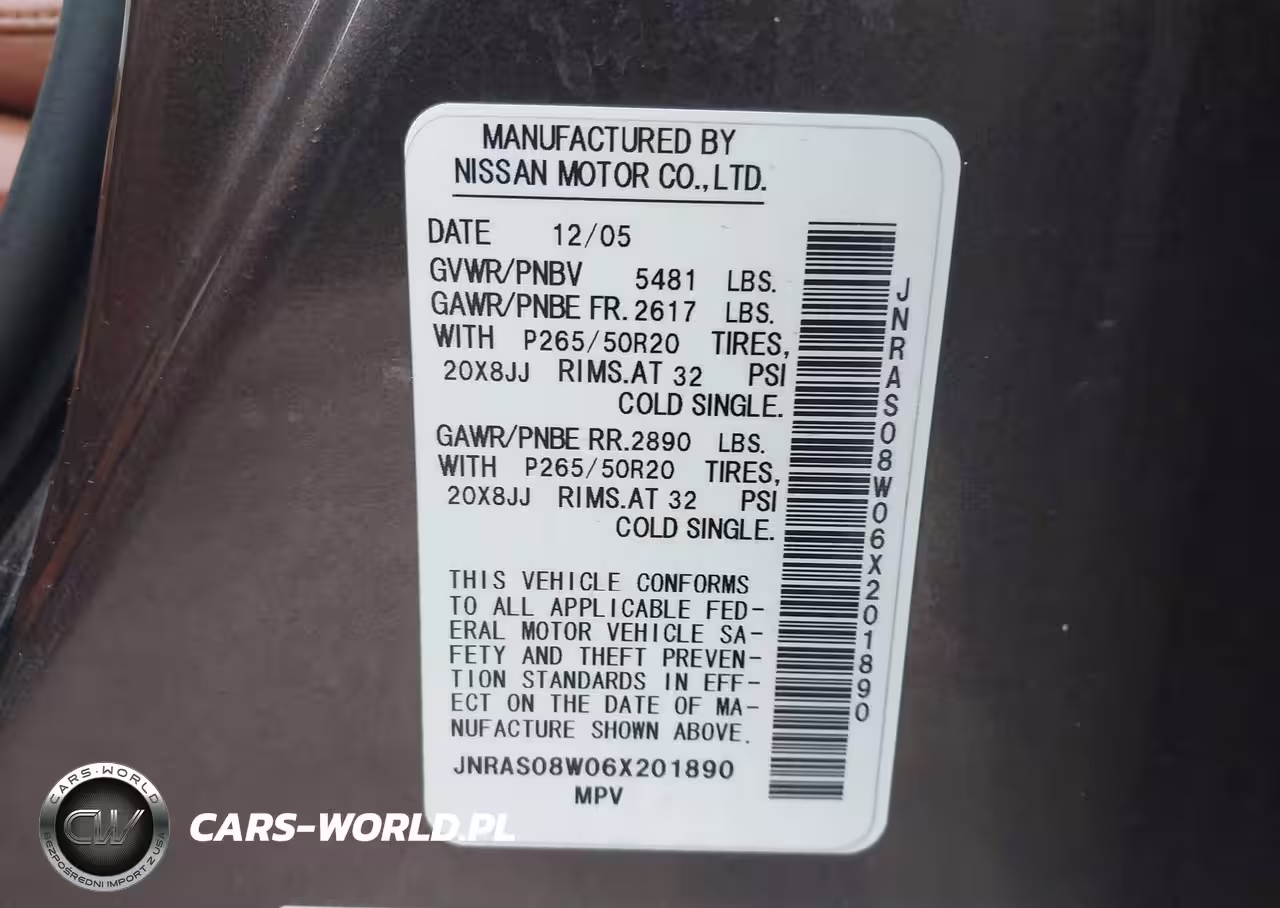 MANUFACTURED BY
NISSAN MOTOR CO.,LTD.
DATE 12/05
GVWR/PNBV 5481 LBS.
GAWR/PNBE FR. 2617 LBS.
WITH P265/50R20 TIRES,
20X8JJ RIMS.AT 32 PSI
COLD SINGLE.
GAWR/PNBE RR.2890 LBS.
WITH P265/50R20 TIRES,
20X8JJ RIMS.AT 32 PSI
COLD SINGLE.
THIS VEHICLE CONFORMS
TO ALL APPLICABLE FED-
ERAL MOTOR VEHICLE SA-
FETY AND THEFT PREVEN-
TION STANDARDS IN EFF-
ECT ON THE DATE OF MA-
NUFACTURE SHOWN ABOVE.
JNRAS08W06X201890
MPV
JNRAS08W06X201890
CARS-WORLD
CW
BEZPOŚREDNI IMPORT Z USA
CARS-WORLD.PL